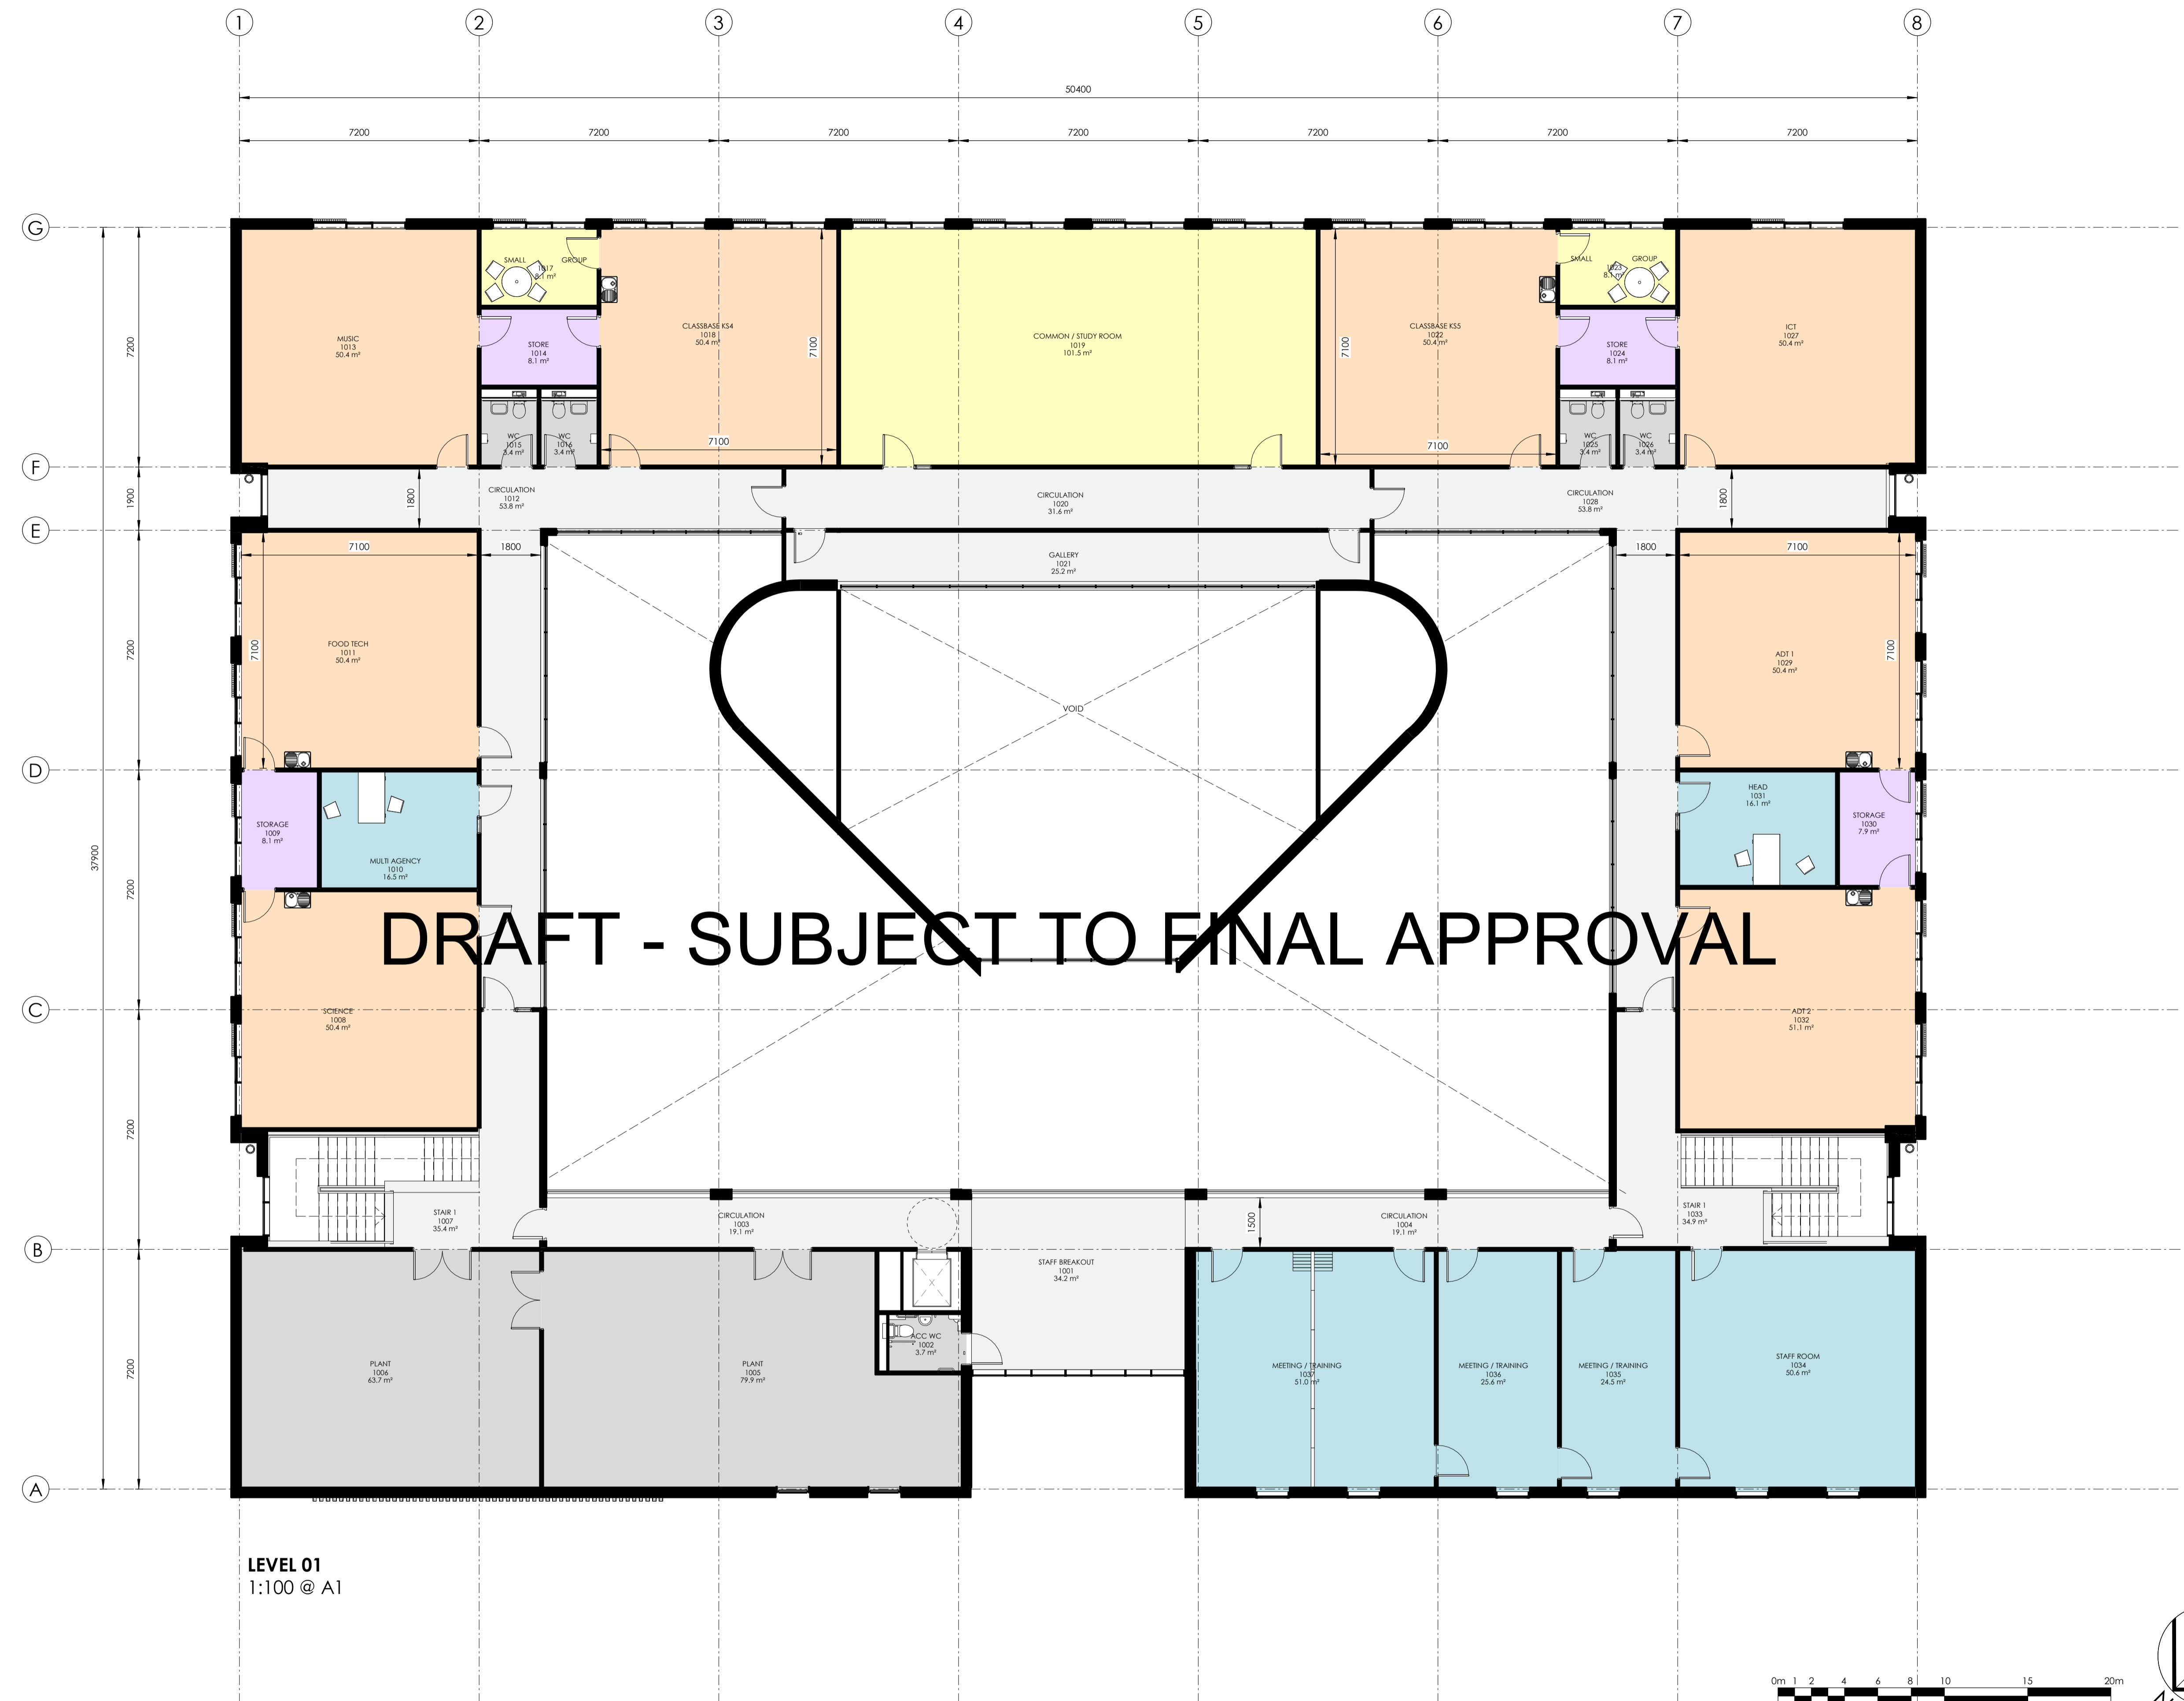 1 2 3 4 5 6 7 8
50400
7200 7200 7200 7200 7200 7200 7200
G
F
E
D
C
B
A
7200
1900
7200
7200
7200
7200
37900
MUSIC
1013
50.4 m²
SMALL GROUP
1017
8.1 m²
STORE
1014
8.1 m²
WC
1015
3.4 m²
WC
1016
3.4 m²
CLASSBASE KS4
1018
50.4 m²
7100
7100
COMMON / STUDY ROOM
1019
101.5 m²
CLASSBASE KS5
1022
50.4 m²
7100
7100
SMALL GROUP
1023
8.1 m²
STORE
1024
8.1 m²
WC
1025
3.4 m²
WC
1026
3.4 m²
ICT
1027
50.4 m²
CIRCULATION
1012
53.8 m²
1800
CIRCULATION
1020
31.6 m²
CIRCULATION
1028
53.8 m²
1800
GALLERY
1021
25.2 m²
7100
1800
7100
FOOD TECH
1011
50.4 m²
VOID
1800
7100
7100
ADT 1
1029
50.4 m²
STORAGE
1009
8.1 m²
MULTI AGENCY
1010
16.5 m²
HEAD
1031
16.1 m²
STORAGE
1030
7.9 m²
DRAFT - SUBJECT TO FINAL APPROVAL
SCIENCE
1008
50.4 m²
ADT 2
1032
51.1 m²
STAIR 1
1007
35.4 m²
CIRCULATION
1003
19.1 m²
1500
CIRCULATION
1004
19.1 m²
STAIR 1
1033
34.9 m²
STAFF BREAKOUT
1001
34.2 m²
ACC WC
1002
3.7 m²
PLANT
1006
63.7 m²
PLANT
1005
79.9 m²
MEETING / TRAINING
1037
51.0 m²
MEETING / TRAINING
1036
25.6 m²
MEETING / TRAINING
1035
24.5 m²
STAFF ROOM
1034
50.6 m²
LEVEL 01
1:100 @ A1
0m 1 2 4 6 8 10 15 20m